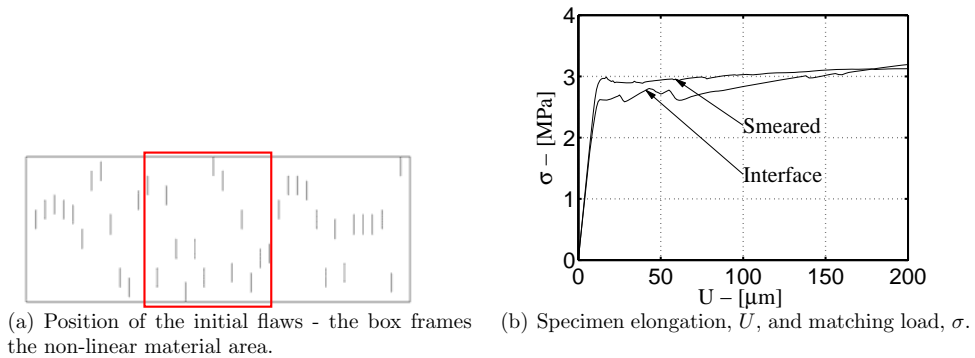 4
3
2
1
0
σ – [MPa]
Smeared
Interface
0
50
100
150
200
U – [μm]
(a) Position of the initial flaws - the box frames
the non-linear material area.
(b) Specimen elongation, U, and matching load, σ.